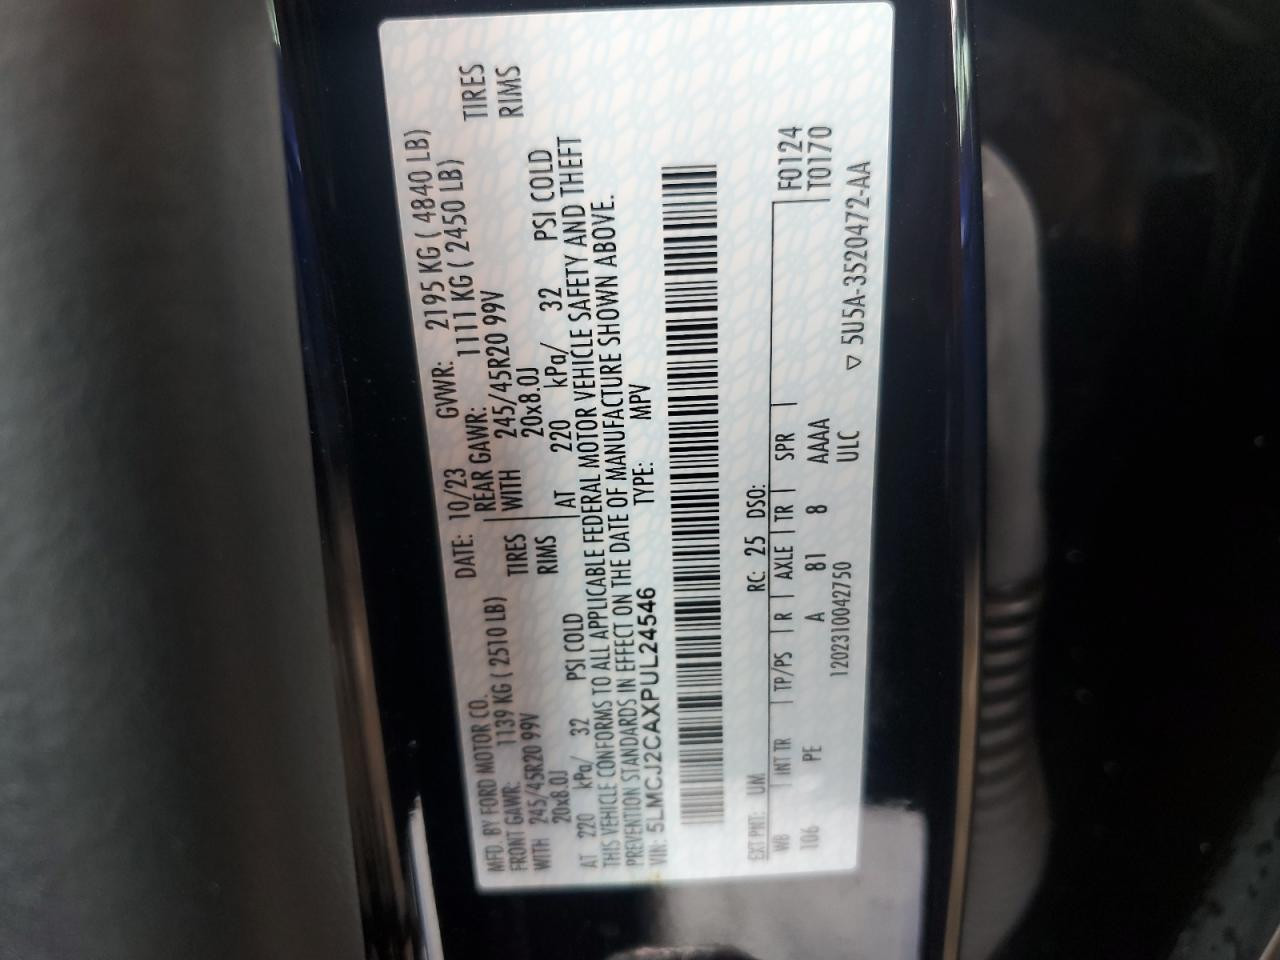 MFD. BY FORD MOTOR CO.
DATE: 10/23 GVWR: 2195 KG ( 4840 LB)
FRONT GAWR: 1139 KG ( 2510 LB) REAR GAWR: 1111 KG ( 2450 LB)
WITH 245/45R20 99V TIRES WITH 245/45R20 99V TIRES
20x8.0J RIMS 20x8.0J RIMS
AT 220 kPa/ 32 PSI COLD AT 220 kPa/ 32 PSI COLD
THIS VEHICLE CONFORMS TO ALL APPLICABLE FEDERAL MOTOR VEHICLE SAFETY AND THEFT
PREVENTION STANDARDS IN EFFECT ON THE DATE OF MANUFACTURE SHOWN ABOVE.
VIN: 5LMCJ2CAXPUL24546 TYPE: MPV
EXT PNT: UM RC: 25 DSO:
WB INT TR TP/PS R AXLE TR SPR F0124
106 PE A 81 8 AAAA T0170
1202310042750 ULC
▽ 5U5A-3520472-AA